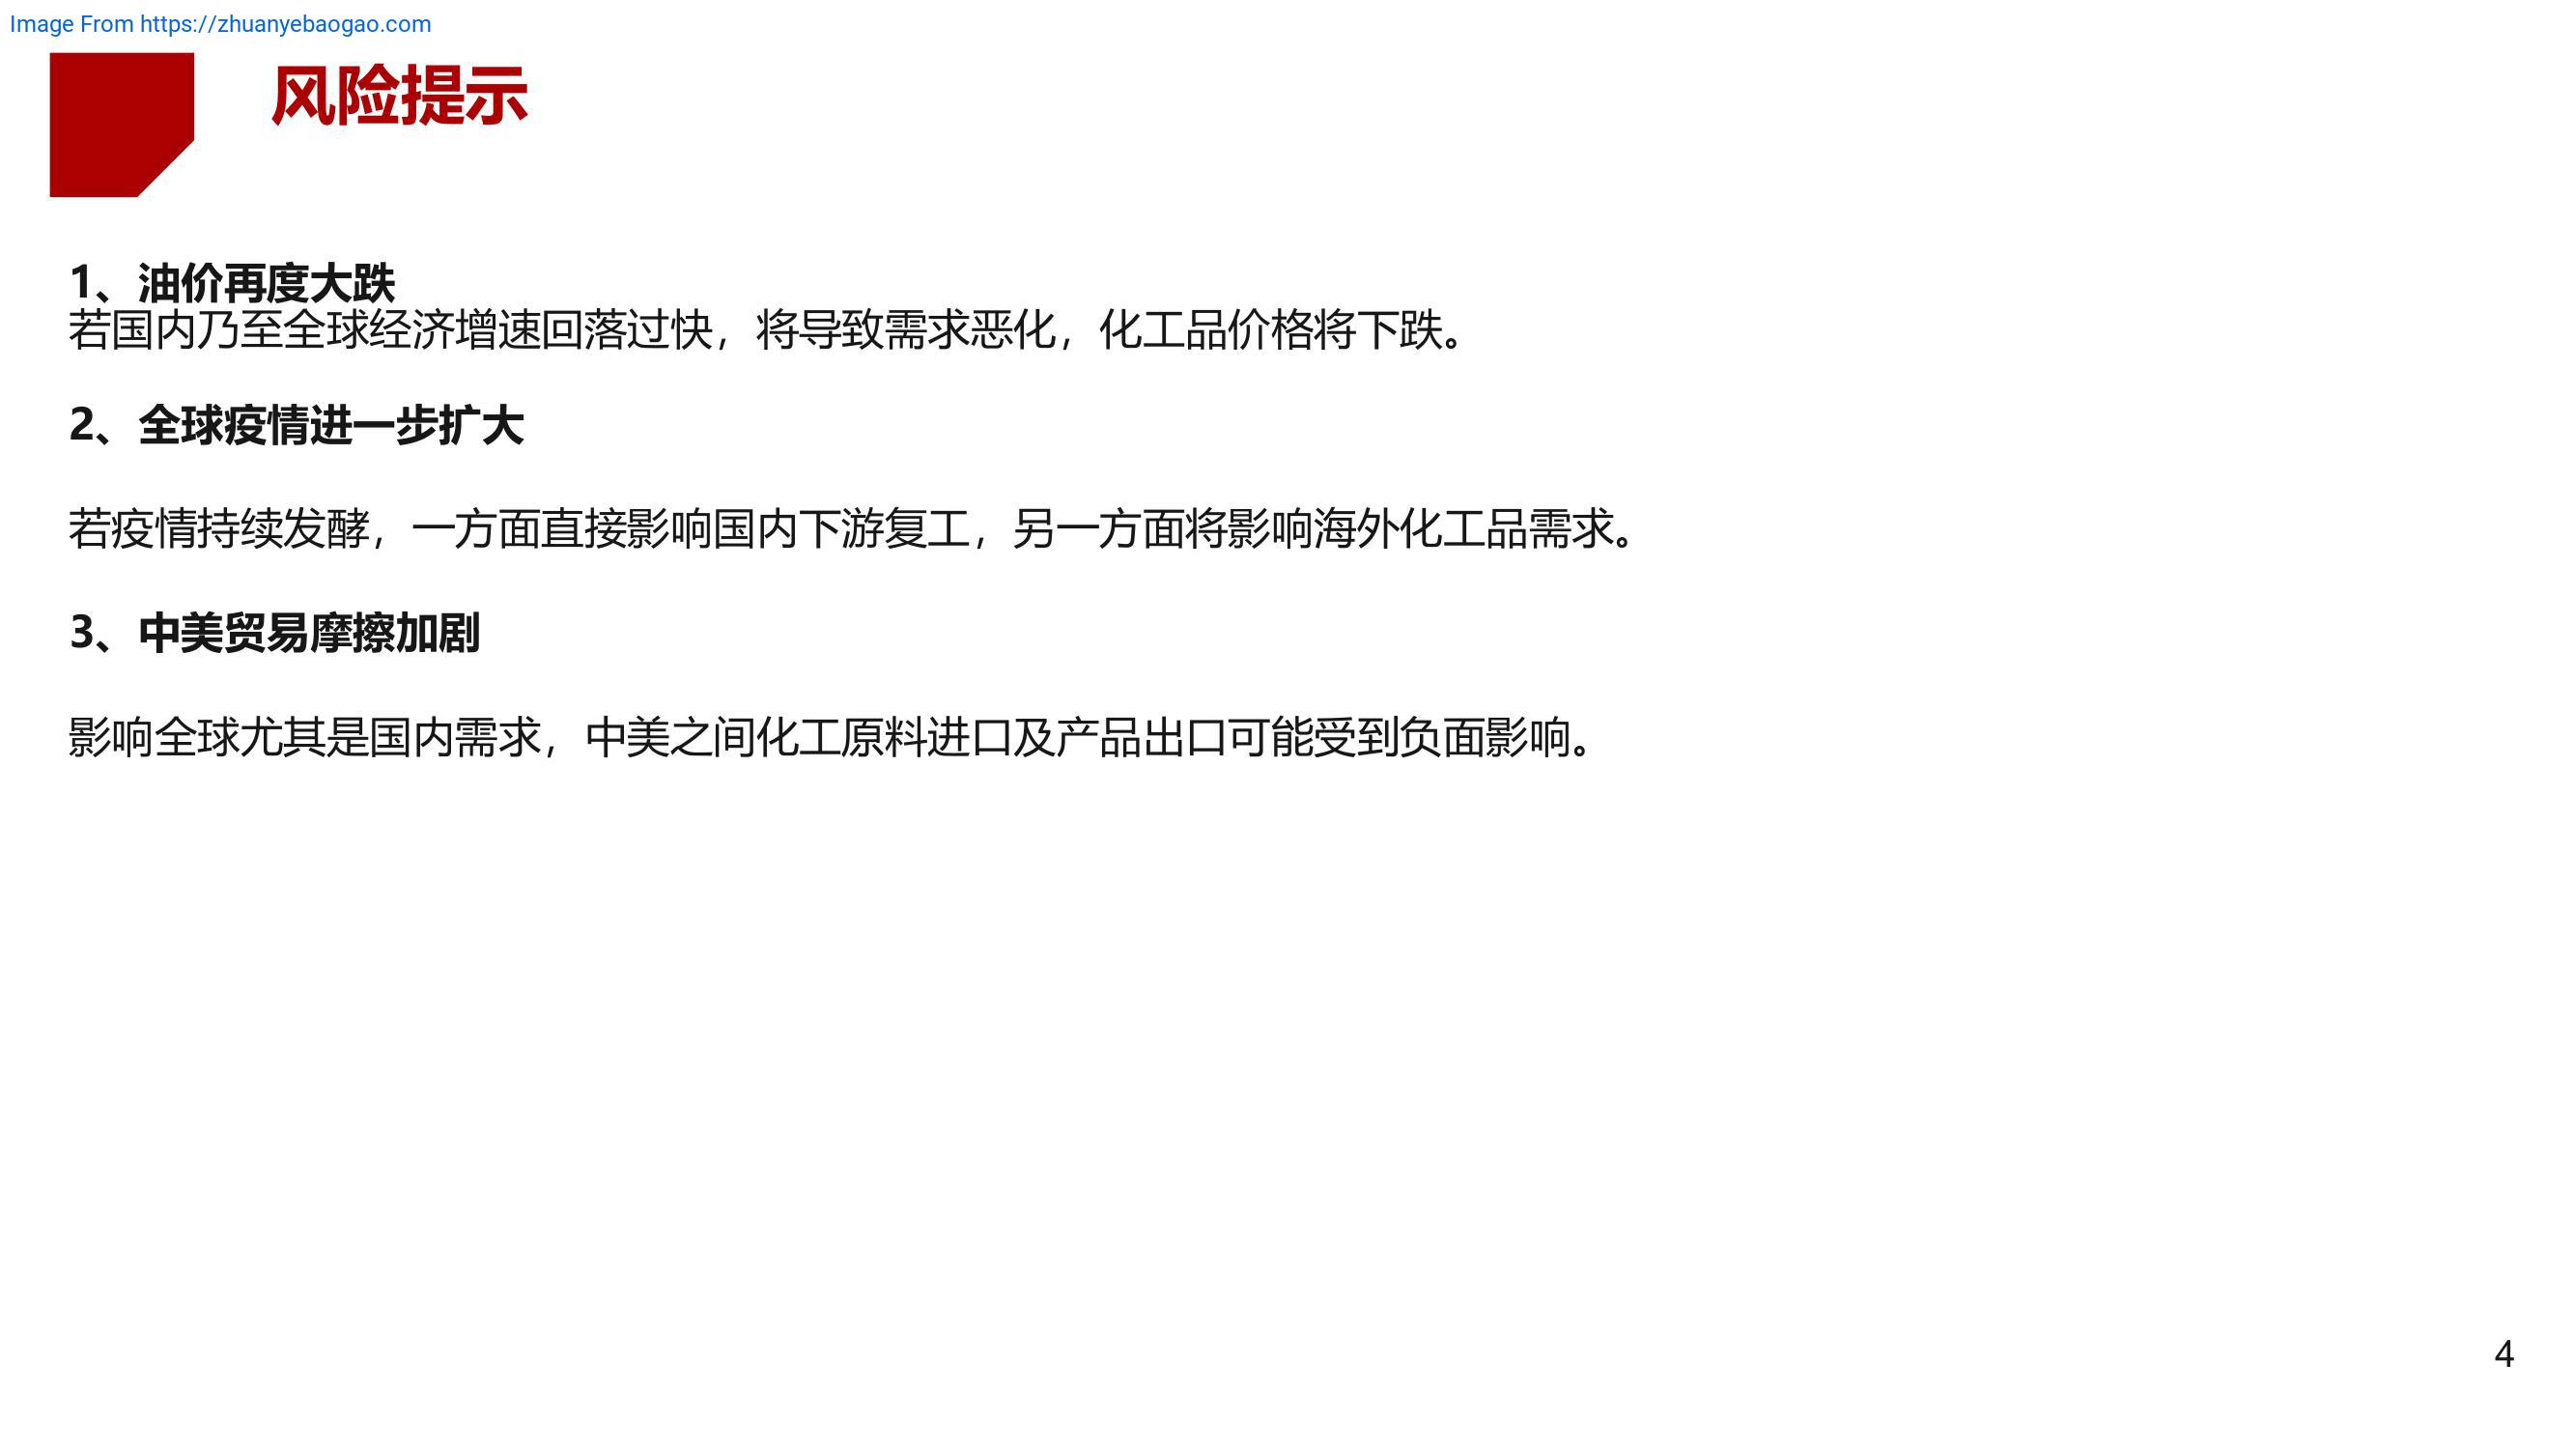 Image From https://zhuanyebaogao.com
风险提示
1、油价再度大跌
若国内乃至全球经济增速回落过快，将导致需求恶化，化工品价格将下跌。
2、全球疫情进一步扩大
若疫情持续发酵，一方面直接影响国内下游复工，另一方面将影响海外化工品需求。
3、中美贸易摩擦加剧
影响全球尤其是国内需求，中美之间化工原料进口及产品出口可能受到负面影响。
4